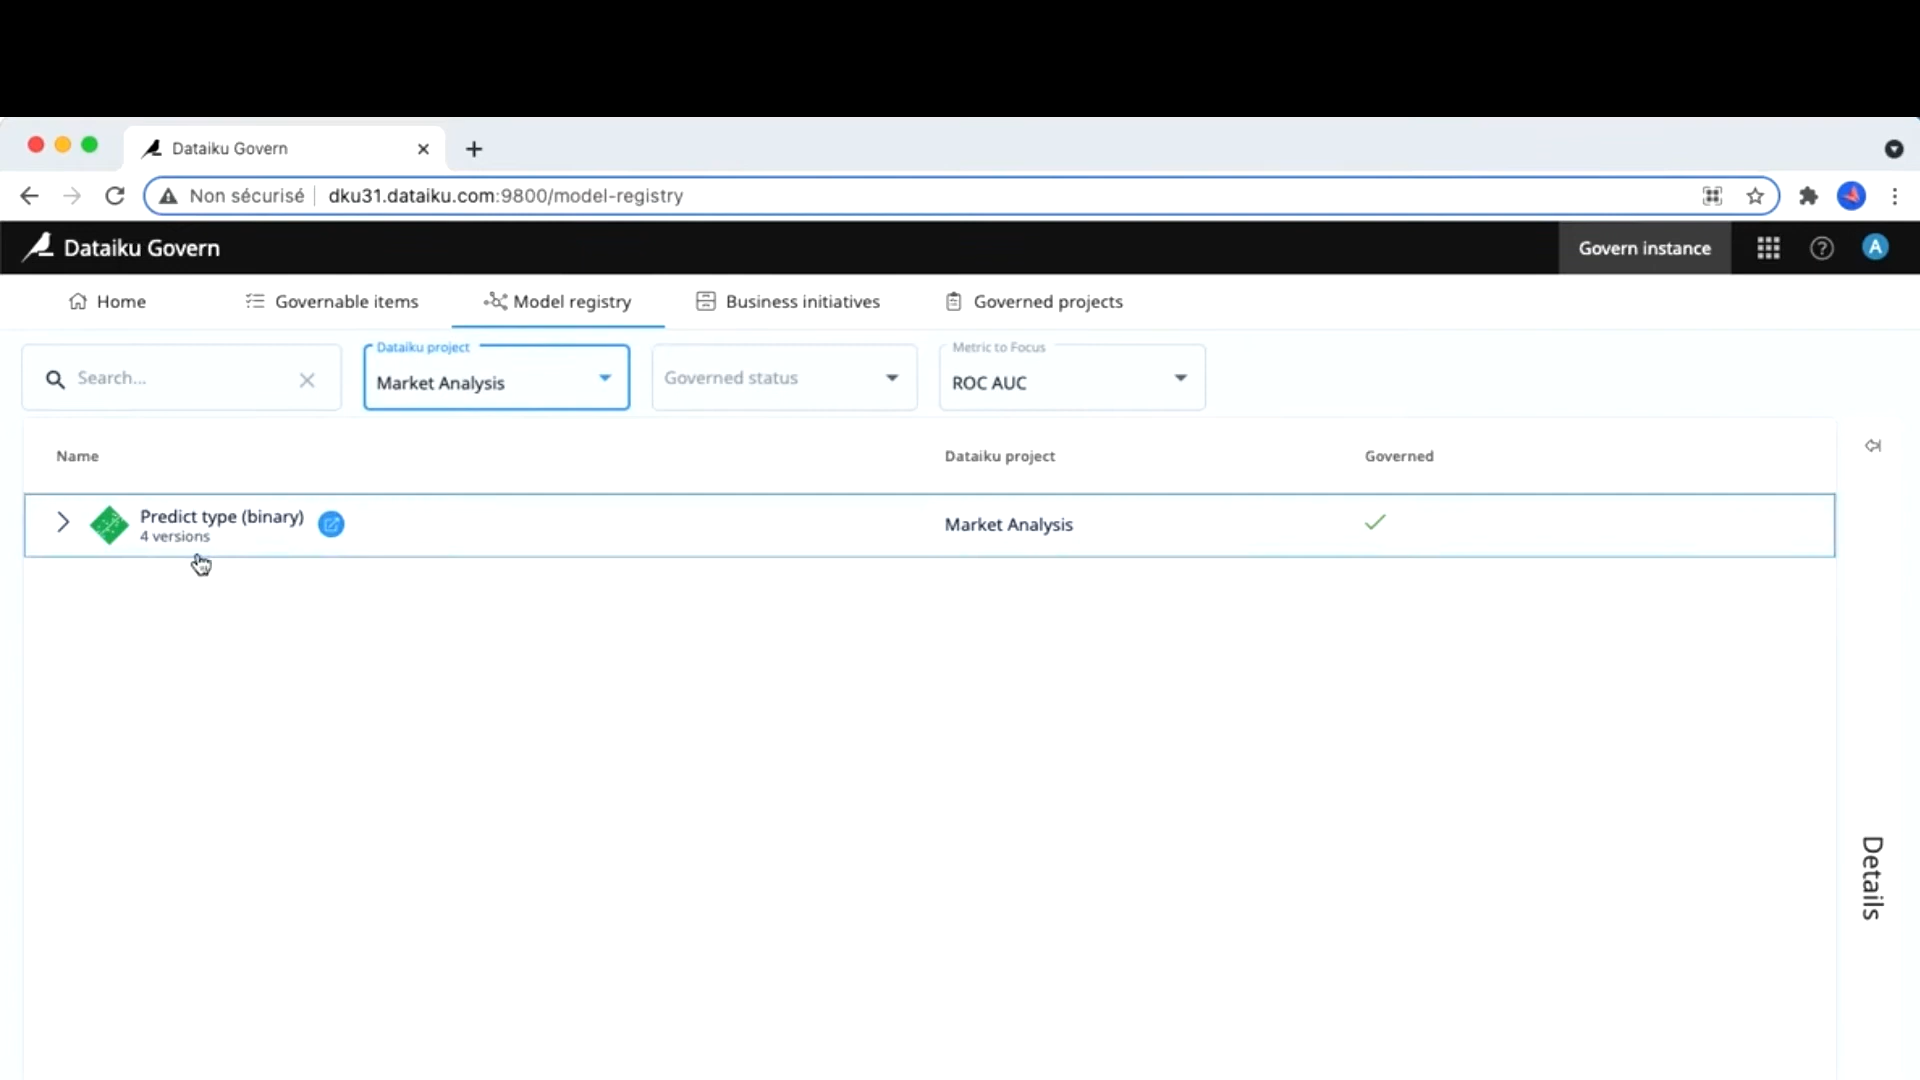 Dataiku Govern
Non sécurisé
dku31.dataiku.com:9800/model-registry
Dataiku Govern
Govern instance
A
Home
Governable items
Model registry
Business initiatives
Governed projects
Search...
Dataiku project
Market Analysis
Governed status
Metric to Focus
ROC AUC
Name
Dataiku project
Governed
Predict type (binary)
4 versions
Market Analysis
Details